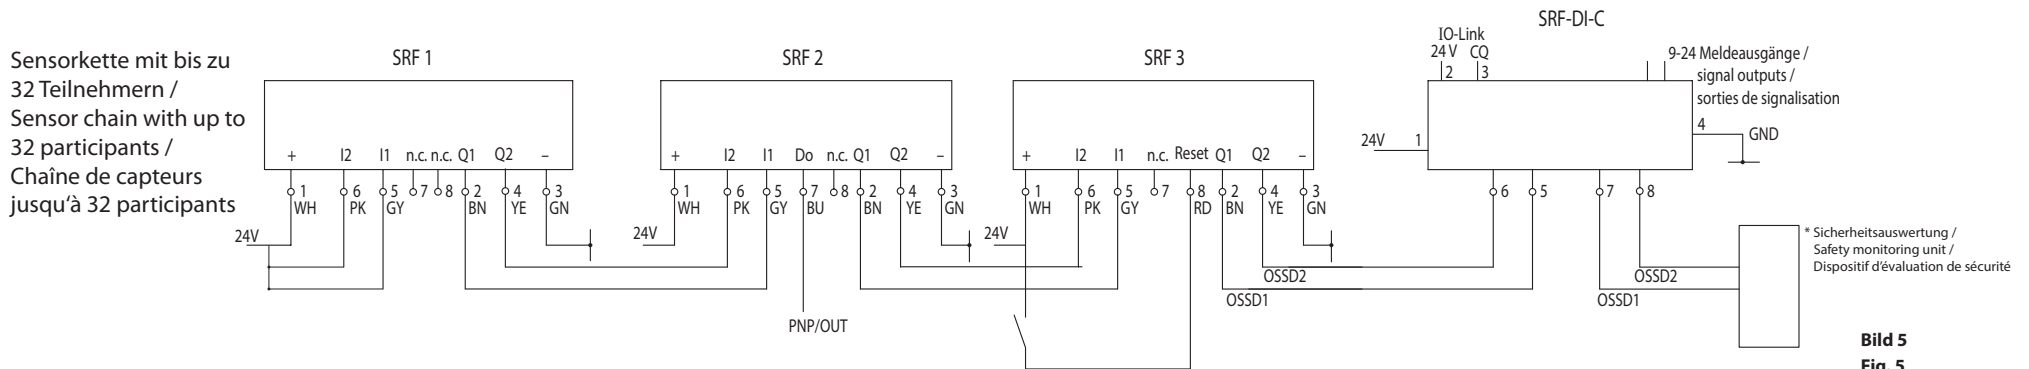 Sensorkette mit bis zu
32 Teilnehmern /
Sensor chain with up to
32 participants /
Chaîne de capteurs
jusqu'à 32 participants
SRF 1
+ I2 I1 n.c. n.c. Q1 Q2 –
1 6 5 7 8 2 4 3
WH PK GY BN YE GN
24V
SRF 2
+ I2 I1 Do n.c. Q1 Q2 –
1 6 5 7 8 2 4 3
WH PK GY BU BN YE GN
24V
PNP/OUT
SRF 3
+ I2 I1 n.c. Reset Q1 Q2 –
1 6 5 7 8 2 4 3
WH PK GY RD BN YE GN
24V
OSSD2
OSSD1
SRF-DI-C
IO-Link
24 V CQ
2 3
9-24 Meldeausgänge /
signal outputs /
sorties de signalisation
24V 1
4 GND
6 5 7 8
OSSD2
OSSD1
* Sicherheitsauswertung /
Safety monitoring unit /
Dispositif d'évaluation de sécurité
Bild 5
Fig. 5